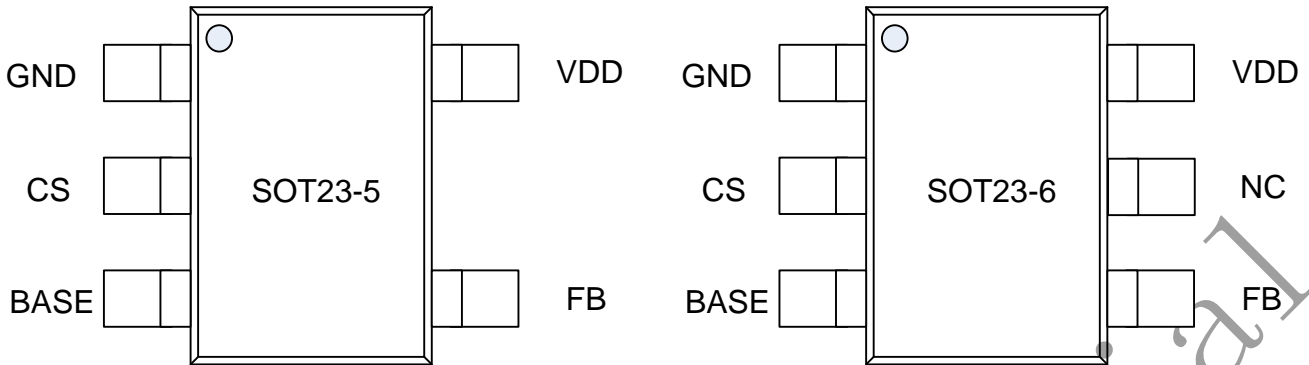 GND
VDD
CS
SOT23-5
BASE
FB
GND
VDD
CS
SOT23-6
NC
BASE
FB